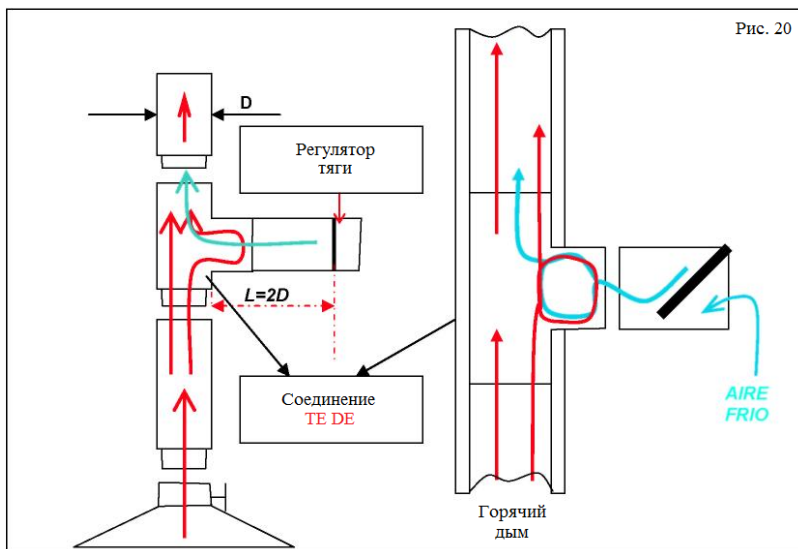 Рис. 20
D
Регулятор
тяги
L=2D
Соединение
TE DE
AIRE
FRIO
Горячий
дым